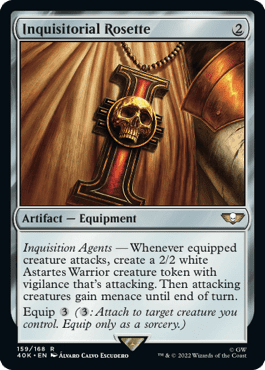 Inquisitorial Rosette 2
Artifact — Equipment
Inquisition Agents — Whenever equipped
creature attacks, create a 2/2 white
Astartes Warrior creature token with
vigilance that's attacking. Then attacking
creatures gain menace until end of turn.
Equip 3 (3: Attach to target creature you
control. Equip only as a sorcery.)
159/168 R
40K • EN Álvaro Calvo Escudero
© GW
™ & © 2022 Wizards of the Coast